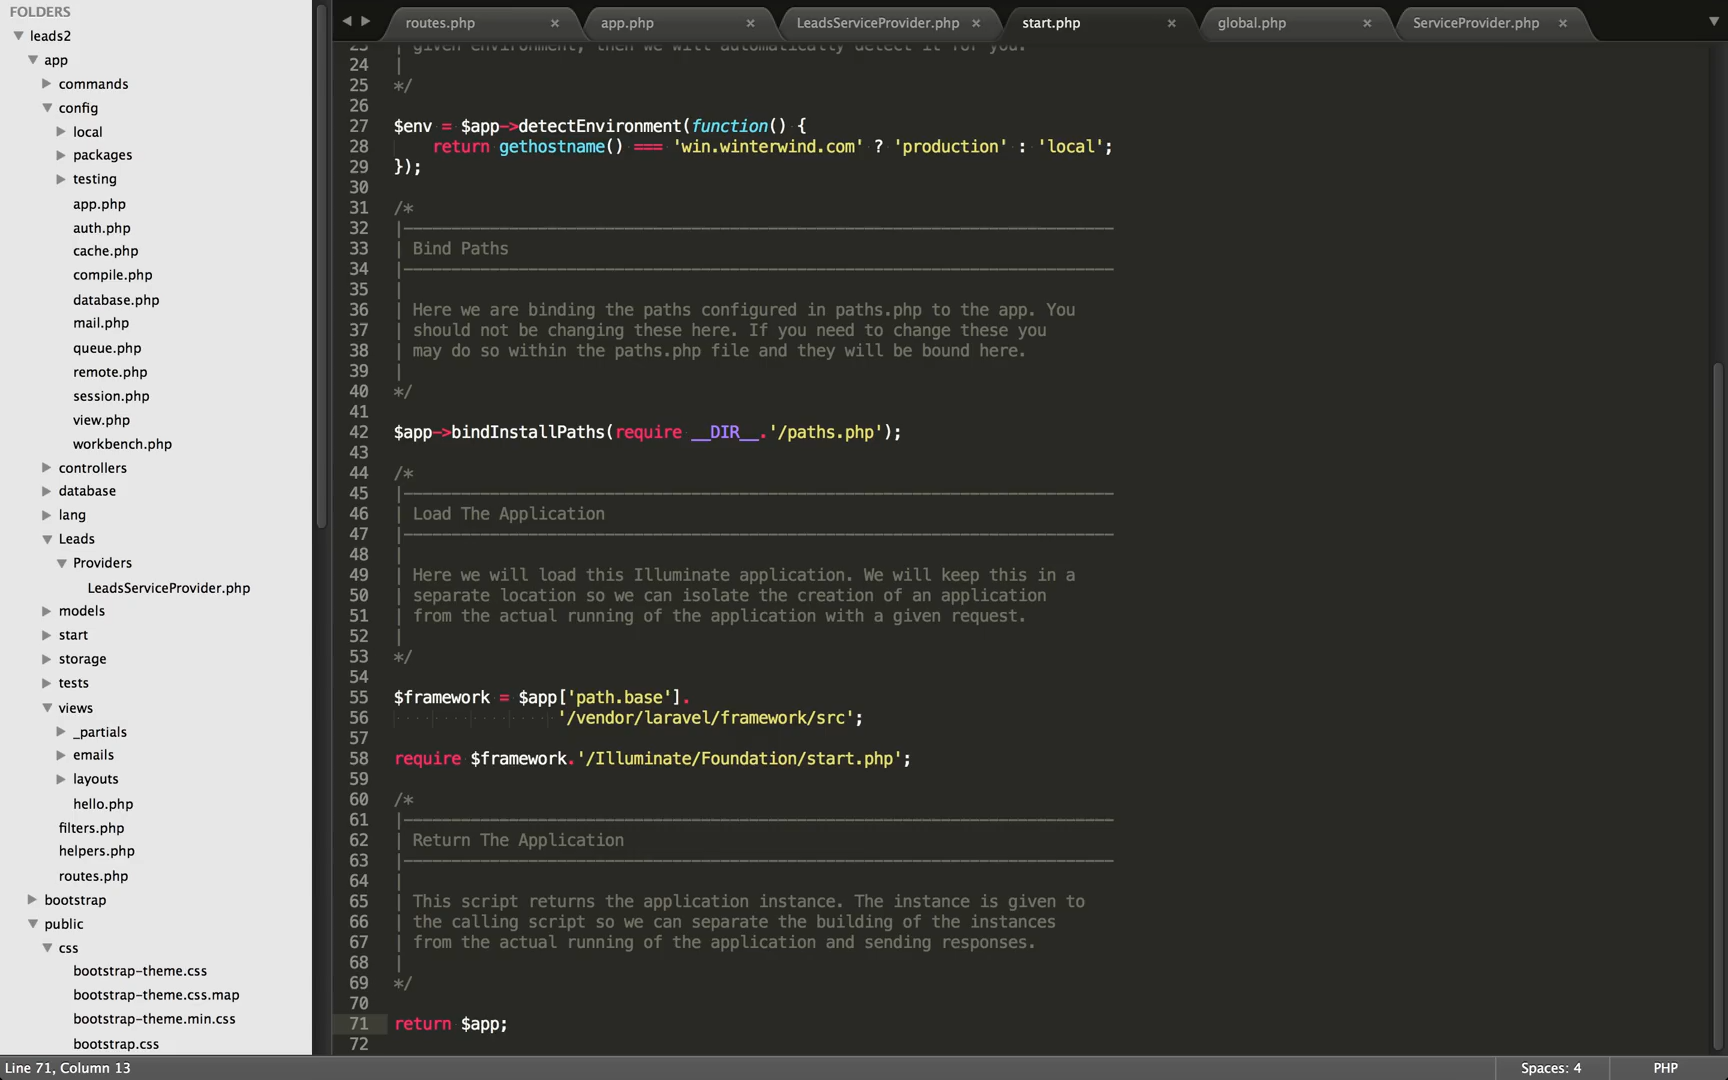 FOLDERS
leads2
app
commands
config
local
packages
testing
app.php
auth.php
cache.php
compile.php
database.php
mail.php
queue.php
remote.php
session.php
view.php
workbench.php
controllers
database
lang
Leads
Providers
LeadsServiceProvider.php
models
start
storage
tests
views
_partials
emails
layouts
hello.php
filters.php
helpers.php
routes.php
bootstrap
public
css
bootstrap-theme.css
bootstrap-theme.css.map
bootstrap-theme.min.css
bootstrap.css
routes.php × app.php × LeadsServiceProvider.php × start.php × global.php × ServiceProvider.php ×
23 | given environment, then we will automatically detect it for you.
24 |
25 */
26
27 $env = $app->detectEnvironment(function() {
28     return gethostname() === 'win.winterwind.com' ? 'production' : 'local';
29 });
30
31 /*
32 |--------------------------------------------------------------------------
33 | Bind Paths
34 |--------------------------------------------------------------------------
35 |
36 | Here we are binding the paths configured in paths.php to the app. You
37 | should not be changing these here. If you need to change these you
38 | may do so within the paths.php file and they will be bound here.
39 |
40 */
41
42 $app->bindInstallPaths(require __DIR__.'/paths.php');
43
44 /*
45 |--------------------------------------------------------------------------
46 | Load The Application
47 |--------------------------------------------------------------------------
48 |
49 | Here we will load this Illuminate application. We will keep this in a
50 | separate location so we can isolate the creation of an application
51 | from the actual running of the application with a given request.
52 |
53 */
54
55 $framework = $app['path.base'].
56                  '/vendor/laravel/framework/src';
57
58 require $framework.'/Illuminate/Foundation/start.php';
59
60 /*
61 |--------------------------------------------------------------------------
62 | Return The Application
63 |--------------------------------------------------------------------------
64 |
65 | This script returns the application instance. The instance is given to
66 | the calling script so we can separate the building of the instances
67 | from the actual running of the application and sending responses.
68 |
69 */
70
71 return $app;
72
Line 71, Column 13
Spaces: 4
PHP